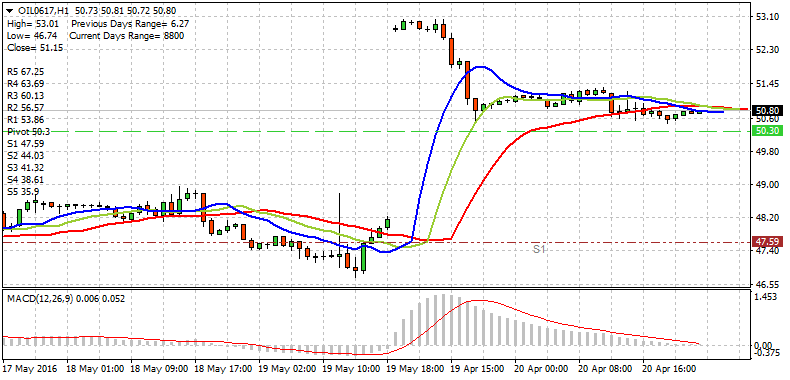 OIL0617,H1 50.73 50.81 50.72 50.80
High= 53.01 Previous Days Range= 6.27
Low= 46.74 Current Days Range= 8800
Close= 51.15
R5 67.25
R4 63.69
R3 60.13
R2 56.57
R1 53.86
Pivot 50.3
S1 47.59
S2 44.03
S3 41.32
S4 38.61
S5 35.9
S1
53.10
52.30
51.45
50.80
50.60
50.30
49.80
49.00
48.20
47.59
47.40
46.55
MACD(12,26,9) 0.006 0.052
1.453
0.00
-0.375
17 May 2016 18 May 01:00 18 May 09:00 18 May 17:00 19 May 02:00 19 May 10:00 19 May 18:00 19 Apr 15:00 20 Apr 00:00 20 Apr 08:00 20 Apr 16:00